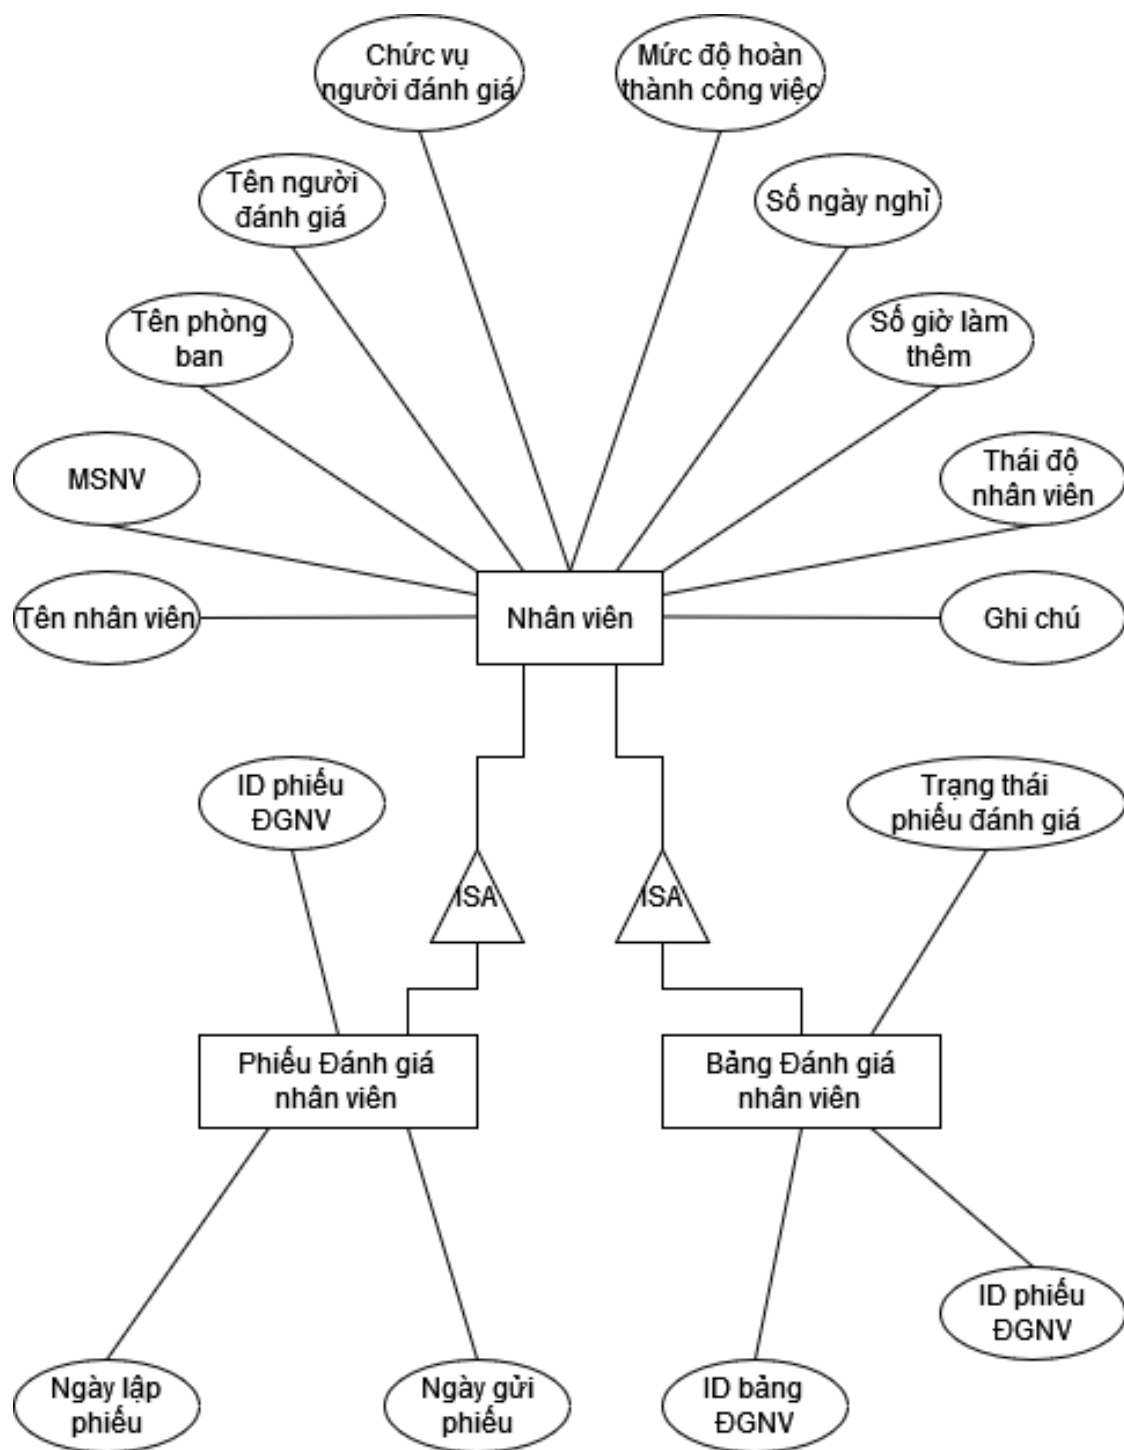 Chức vụ
người đánh giá
Mức độ hoàn
thành công việc
Tên người
đánh giá
Số ngày nghỉ
Tên phòng
ban
Số giờ làm
thêm
MSNV
Thái độ
nhân viên
Tên nhân viên
Nhân viên
Ghi chú
ID phiếu
ĐGNV
Trạng thái
phiếu đánh giá
ISA
ISA
Phiếu Đánh giá
nhân viên
Bảng Đánh giá
nhân viên
ID phiếu
ĐGNV
Ngày lập
phiếu
Ngày gửi
phiếu
ID bảng
ĐGNV